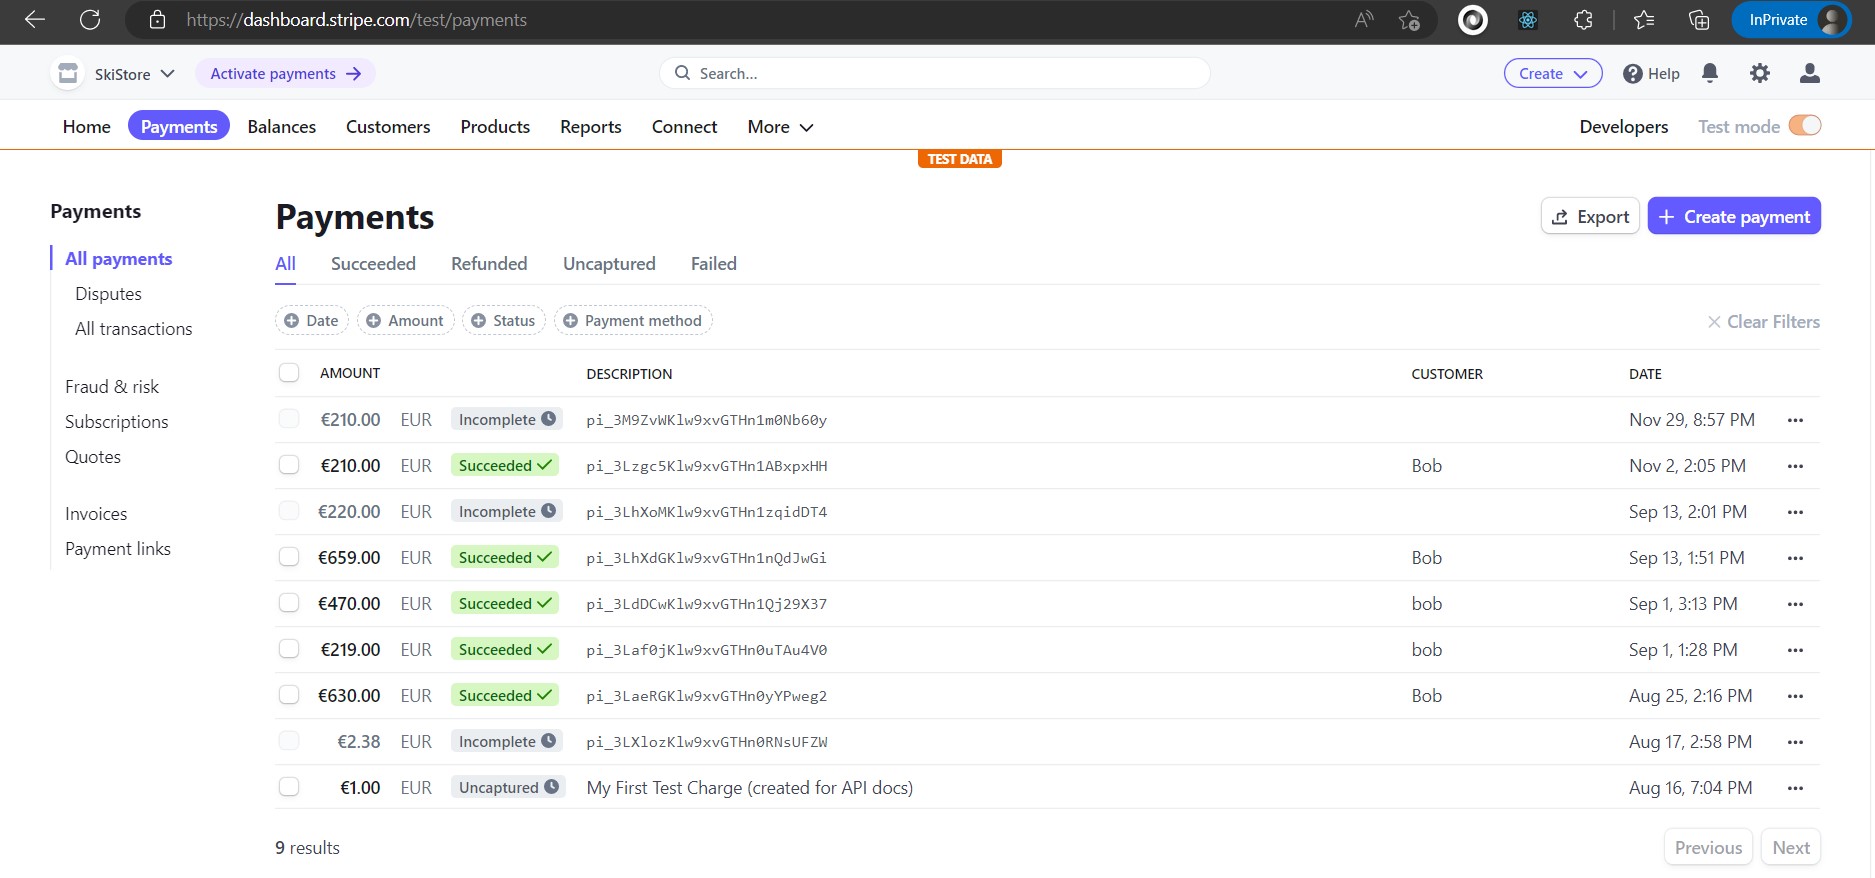 https://dashboard.stripe.com/test/payments A InPrivate
SkiStore Activate payments → Search... Create Help
Home Payments Balances Customers Products Reports Connect More Developers Test mode
TEST DATA
Payments
All payments
Disputes
All transactions
Fraud & risk
Subscriptions
Quotes
Invoices
Payment links
Payments
Export + Create payment
All Succeeded Refunded Uncaptured Failed
Date Amount Status Payment method Clear Filters
AMOUNT DESCRIPTION CUSTOMER DATE
€210.00 EUR Incomplete pi_3M9ZvWKlw9xvGTHn1m0Nb60y Nov 29, 8:57 PM •••
€210.00 EUR Succeeded pi_3Lzgc5Klw9xvGTHn1ABxpxHH Bob Nov 2, 2:05 PM •••
€220.00 EUR Incomplete pi_3LhXoMKlw9xvGTHn1zqidDT4 Sep 13, 2:01 PM •••
€659.00 EUR Succeeded pi_3LhXdGKlw9xvGTHn1nQdJwGi Bob Sep 13, 1:51 PM •••
€470.00 EUR Succeeded pi_3LdDCwKlw9xvGTHn1Qj29X37 bob Sep 1, 3:13 PM •••
€219.00 EUR Succeeded pi_3Laf0jKlw9xvGTHn0uTAu4V0 bob Sep 1, 1:28 PM •••
€630.00 EUR Succeeded pi_3LaeRGKlw9xvGTHn0yYPweg2 Bob Aug 25, 2:16 PM •••
€2.38 EUR Incomplete pi_3LXlozKlw9xvGTHn0RNsUFZW Aug 17, 2:58 PM •••
€1.00 EUR Uncaptured My First Test Charge (created for API docs) Aug 16, 7:04 PM •••
9 results Previous Next